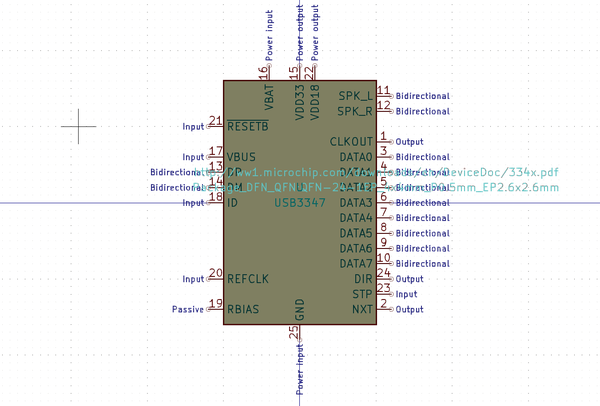 Power input
Power output
Power output
16
15
22
VBAT
VDD33
VDD18
SPK_L 11 Bidirectional
SPK_R 12 Bidirectional
Input 21 RESETB
CLKOUT 1 Output
Input 17 VBUS
DATA0 3 Bidirectional
Bidirectional 13 DP
DATA1 4 Bidirectional
Bidirectional 14
DATA2 5 Bidirectional
Input 18 ID
USB3347
DATA3 6 Bidirectional
DATA4 7 Bidirectional
DATA5 8 Bidirectional
DATA6 9 Bidirectional
DATA7 10 Bidirectional
Input 20 REFCLK
DIR 24 Output
STP 23 Input
Passive 19 RBIAS
NXT 2 Output
GND
25
Power input